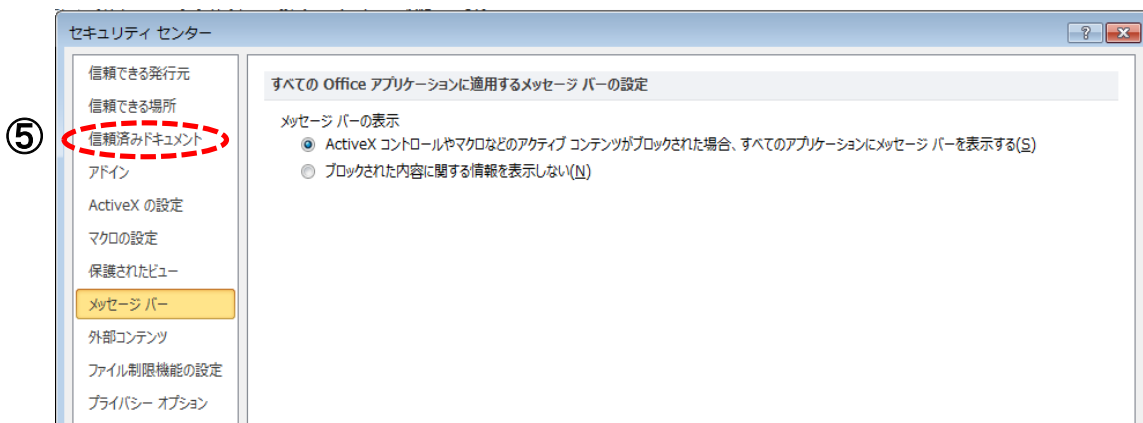 セキュリティ センター
信頼できる発行元
信頼できる場所
⑤
信頼済みドキュメント
アドイン
ActiveX の設定
マクロの設定
保護されたビュー
メッセージ バー
外部コンテンツ
ファイル制限機能の設定
プライバシー オプション
すべての Office アプリケーションに適用するメッセージ バーの設定
メッセージ バーの表示
ActiveX コントロールやマクロなどのアクティブ コンテンツがブロックされた場合、すべてのアプリケーションにメッセージ バーを表示する(S)
ブロックされた内容に関する情報を表示しない(N)